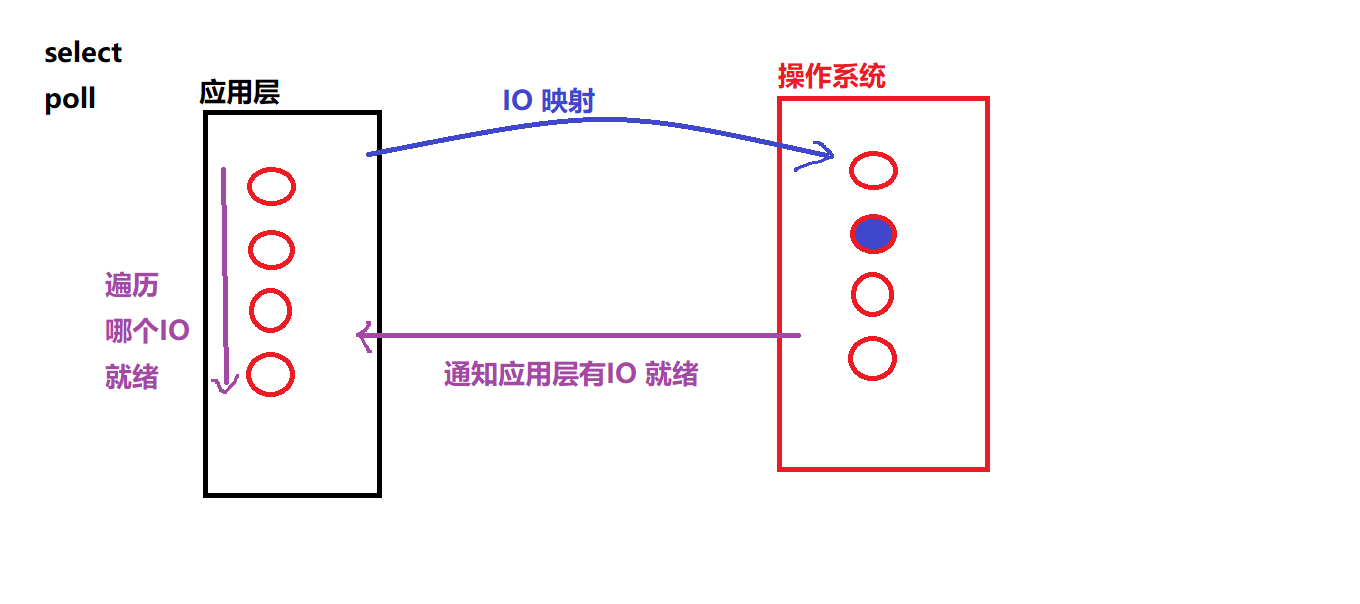 select
poll
应用层
操作系统
IO 映射
遍历
哪个IO
就绪
通知应用层有IO 就绪